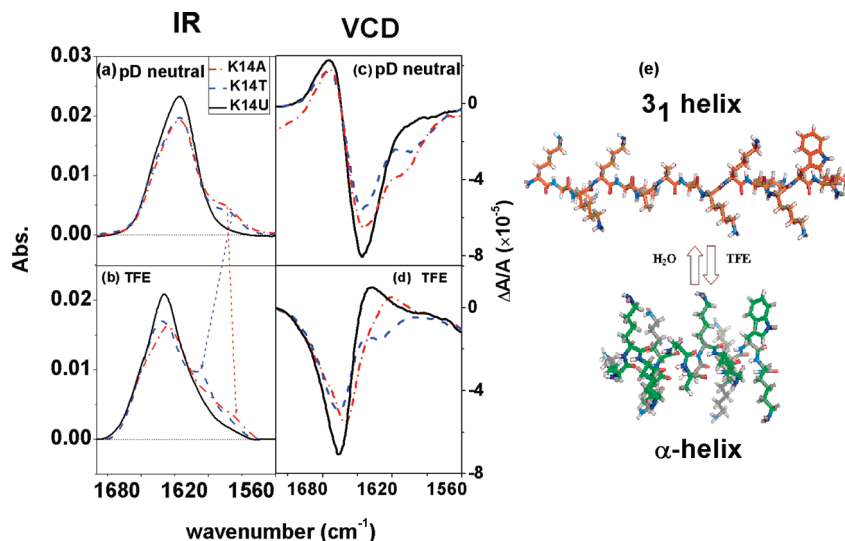 IR
VCD
0.03
(a) pD neutral
K14A
K14T
K14U
0.02
0.01
0.00
(c) pD neutral
0
-4
-8
Abs.
ΔA/A (×10⁻⁵)
(b) TFE
0.02
0.01
0.00
(d) TFE
0
-4
-8
1680
1620
1560
1680
1620
1560
wavenumber (cm⁻¹)
(e)
3₁ helix
H₂O
TFE
α-helix